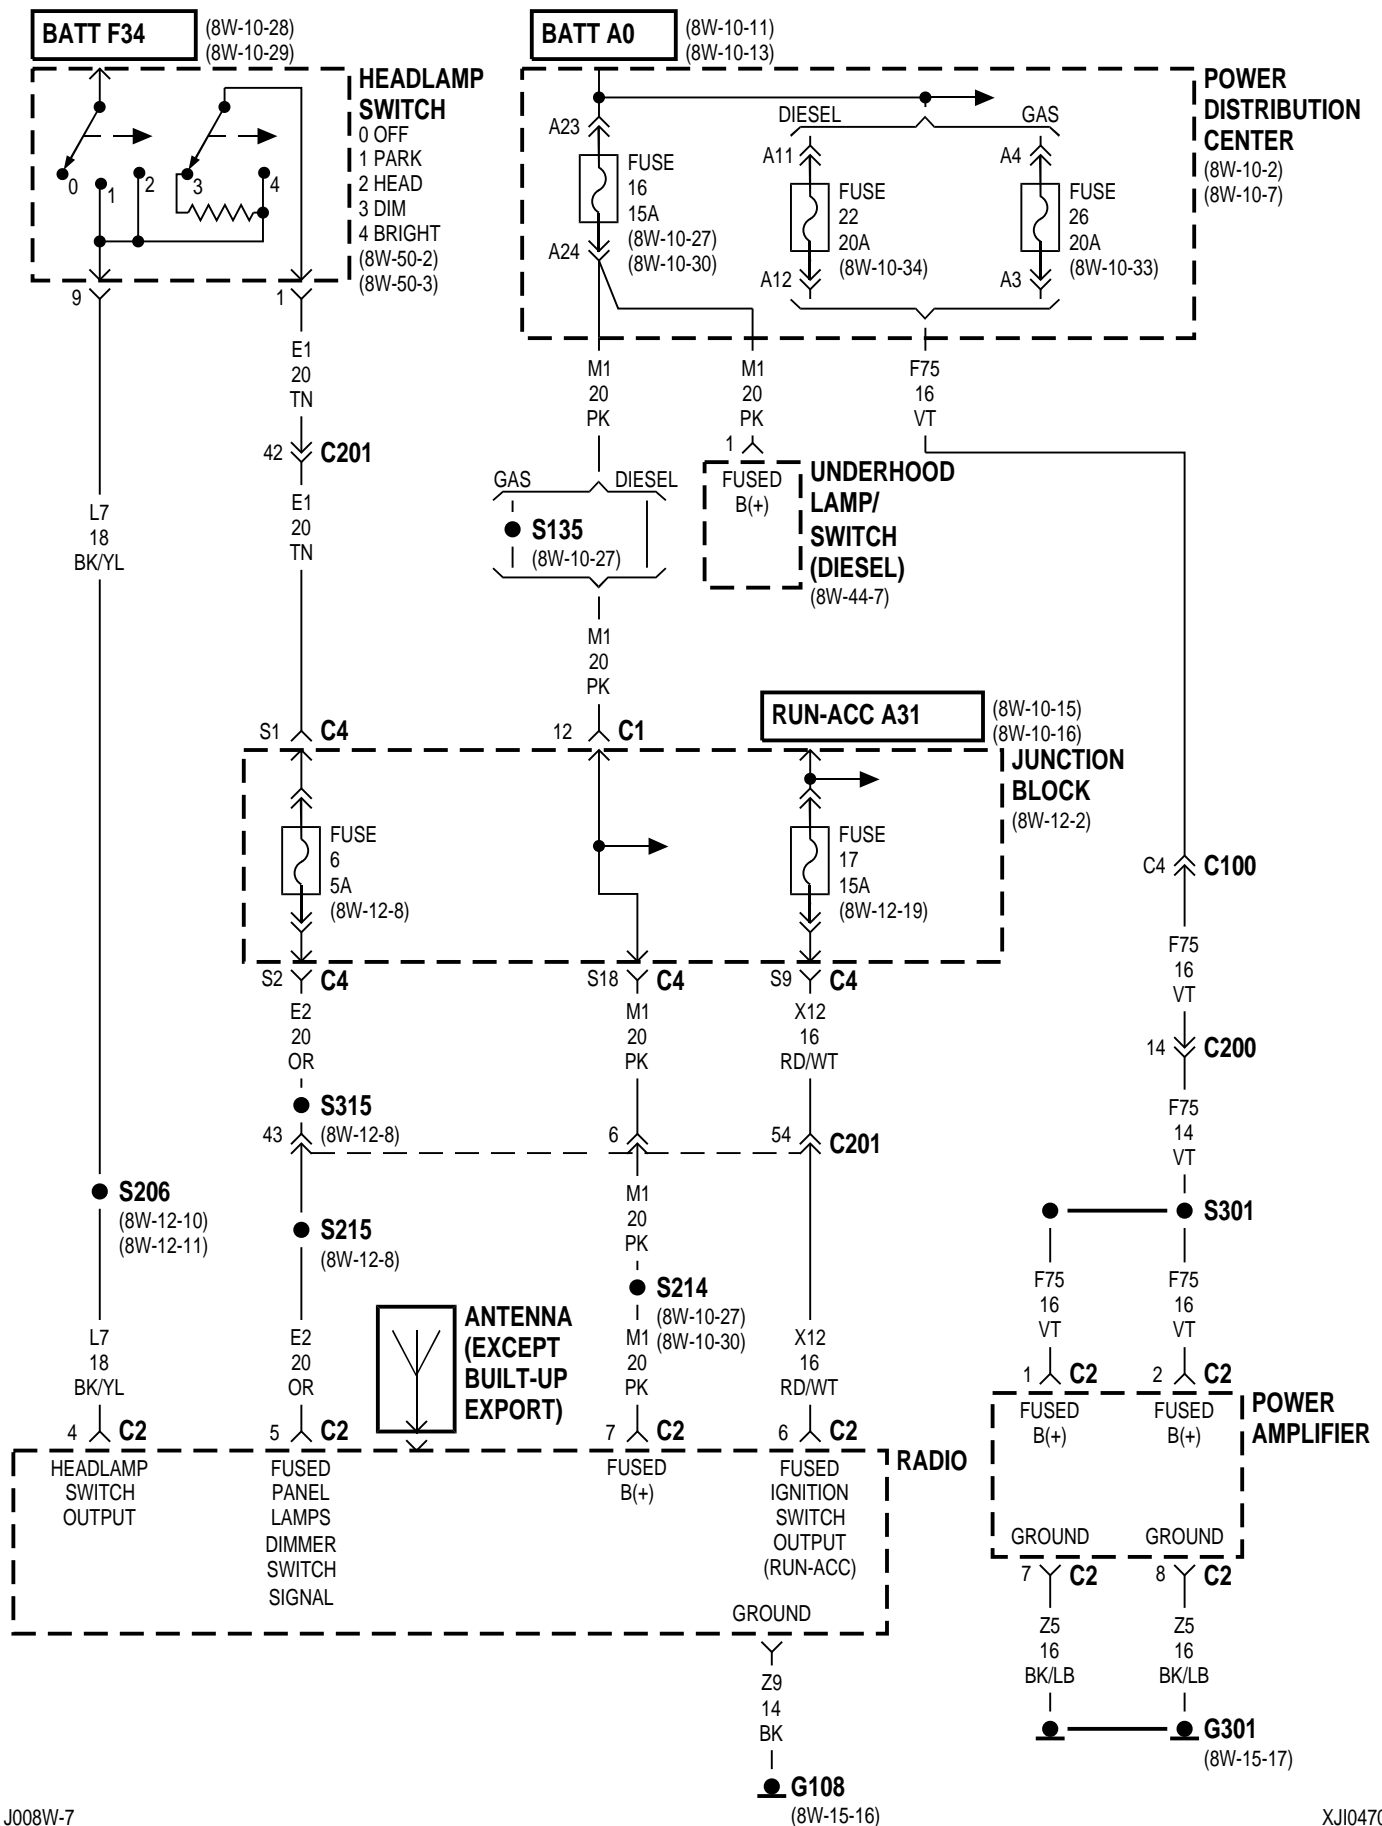 BATT F34
(8W-10-28)
(8W-10-29)
HEADLAMP
SWITCH
0 OFF
1 PARK
2 HEAD
3 DIM
4 BRIGHT
(8W-50-2)
(8W-50-3)
0
1
2
3
4
9
1
BATT A0
(8W-10-11)
(8W-10-13)
POWER
DISTRIBUTION
CENTER
(8W-10-2)
(8W-10-7)
A23
FUSE
16
15A
(8W-10-27)
(8W-10-30)
A24
DIESEL
GAS
A11
FUSE
22
20A
(8W-10-34)
A12
A4
FUSE
26
20A
(8W-10-33)
A3
E1
20
TN
42
C201
E1
20
TN
L7
18
BK/YL
M1
20
PK
M1
20
PK
F75
16
VT
1
FUSED
B(+)
UNDERHOOD
LAMP/
SWITCH
(DIESEL)
(8W-44-7)
GAS
DIESEL
S135
(8W-10-27)
M1
20
PK
S1
C4
12
C1
RUN-ACC A31
(8W-10-15)
(8W-10-16)
JUNCTION
BLOCK
(8W-12-2)
FUSE
6
5A
(8W-12-8)
FUSE
17
15A
(8W-12-19)
C4
C100
S2
C4
S18
C4
S9
C4
E2
20
OR
M1
20
PK
X12
16
RD/WT
F75
16
VT
14
C200
S315
(8W-12-8)
43
6
54
C201
F75
14
VT
S206
(8W-12-10)
(8W-12-11)
S215
(8W-12-8)
M1
20
PK
S214
(8W-10-27)
(8W-10-30)
S301
F75
16
VT
F75
16
VT
L7
18
BK/YL
E2
20
OR
ANTENNA
(EXCEPT
BUILT-UP
EXPORT)
M1
20
PK
X12
16
RD/WT
4
C2
5
C2
7
C2
6
C2
1
C2
2
C2
RADIO
HEADLAMP
SWITCH
OUTPUT
FUSED
PANEL
LAMPS
DIMMER
SWITCH
SIGNAL
FUSED
B(+)
FUSED
IGNITION
SWITCH
OUTPUT
(RUN-ACC)
GROUND
FUSED
B(+)
FUSED
B(+)
POWER
AMPLIFIER
GROUND
GROUND
7
C2
8
C2
Z9
14
BK
G108
(8W-15-16)
Z5
16
BK/LB
Z5
16
BK/LB
G301
(8W-15-17)
J008W-7
XJI0470